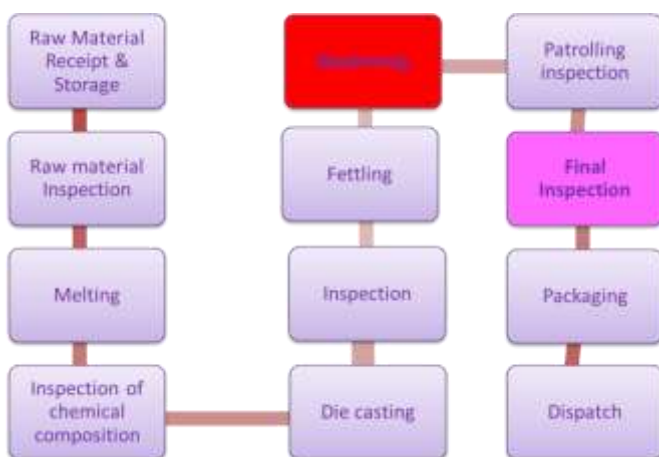 Raw Material
Receipt &
Storage
Raw material
Inspection
Melting
Inspection of
chemical
composition
Die casting
Inspection
Fettling
Patrolling
inspection
Final
Inspection
Packaging
Dispatch